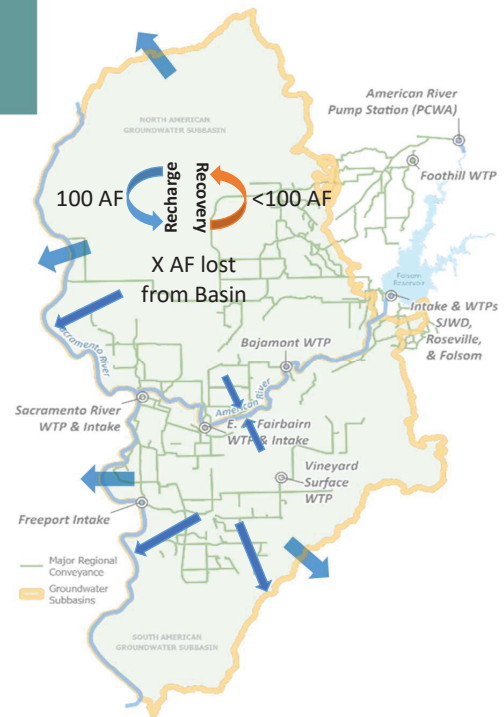 NORTH AMERICAN
GROUNDWATER SUBBASIN
American River
Pump Station (PCWA)
Foothill WTP
100 AF
Recharge
Recovery
<100 AF
X AF lost
from Basin
Folsom
Reservoir
Intake & WTPs
SJWD,
Roseville,
& Folsom
Sacramento River
Bajamont WTP
American River
Sacramento River
WTP & Intake
E. A. Fairbairn
WTP & Intake
Vineyard
Surface
WTP
Freeport Intake
Major Regional
Conveyance
Groundwater
Subbasins
SOUTH AMERICAN
GROUNDWATER SUBBASIN